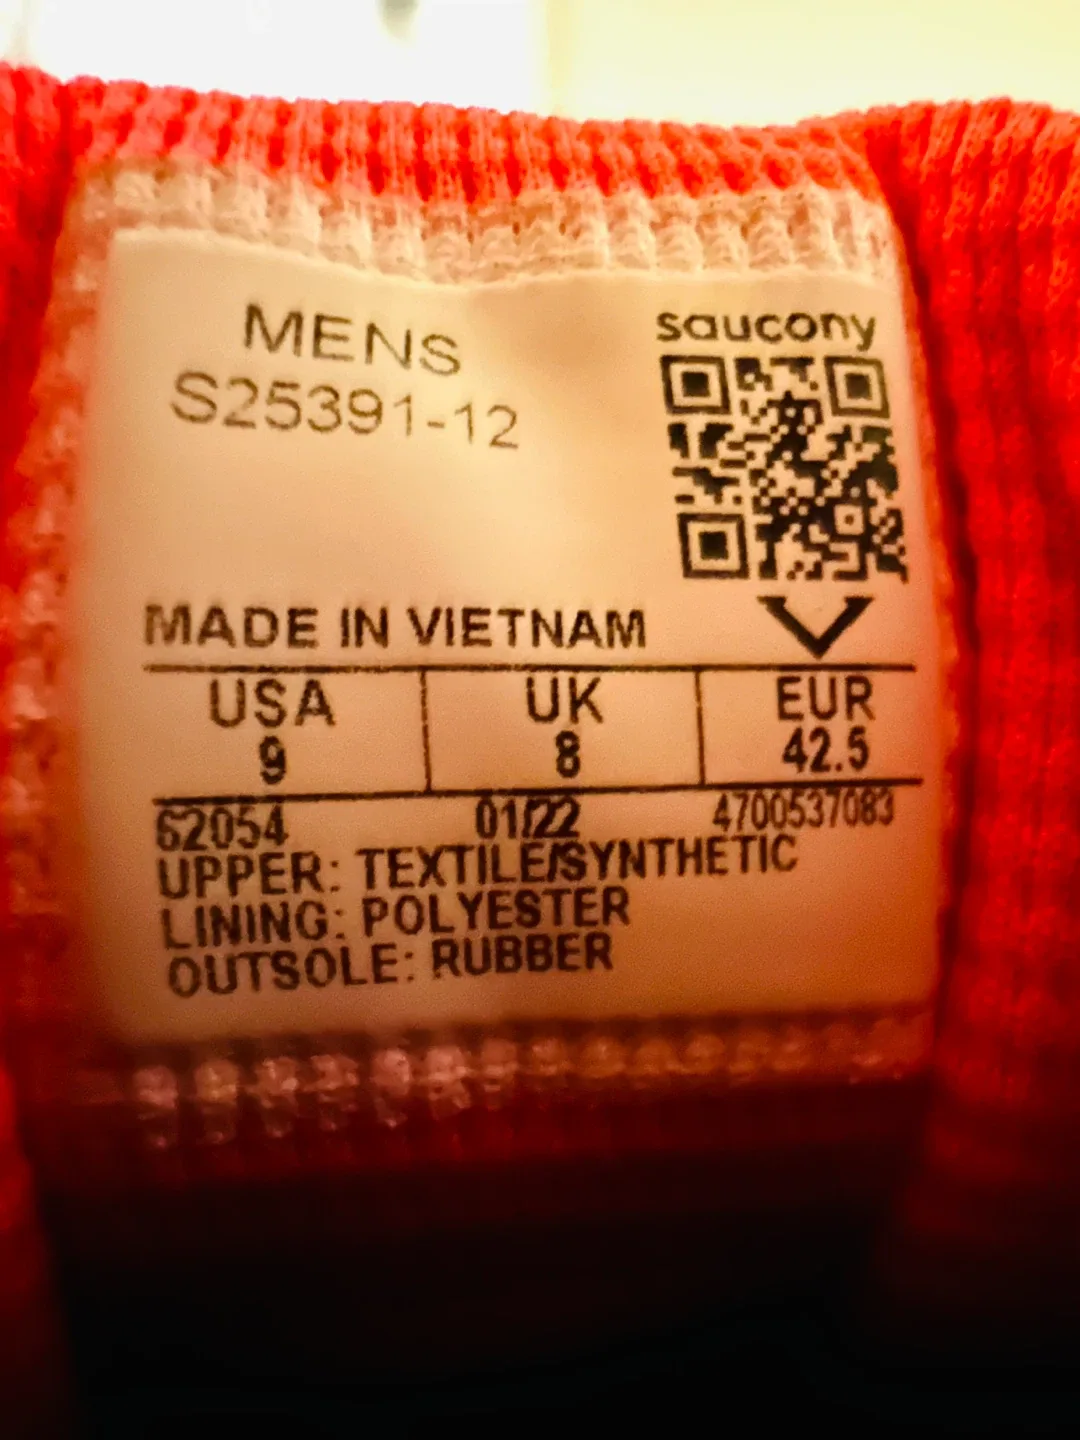 MENS
S25391-12
saucony
MADE IN VIETNAM
USA UK EUR
9 8 42.5
62054 01/22 4700537083
UPPER: TEXTILE/SYNTHETIC
LINING: POLYESTER
OUTSOLE: RUBBER